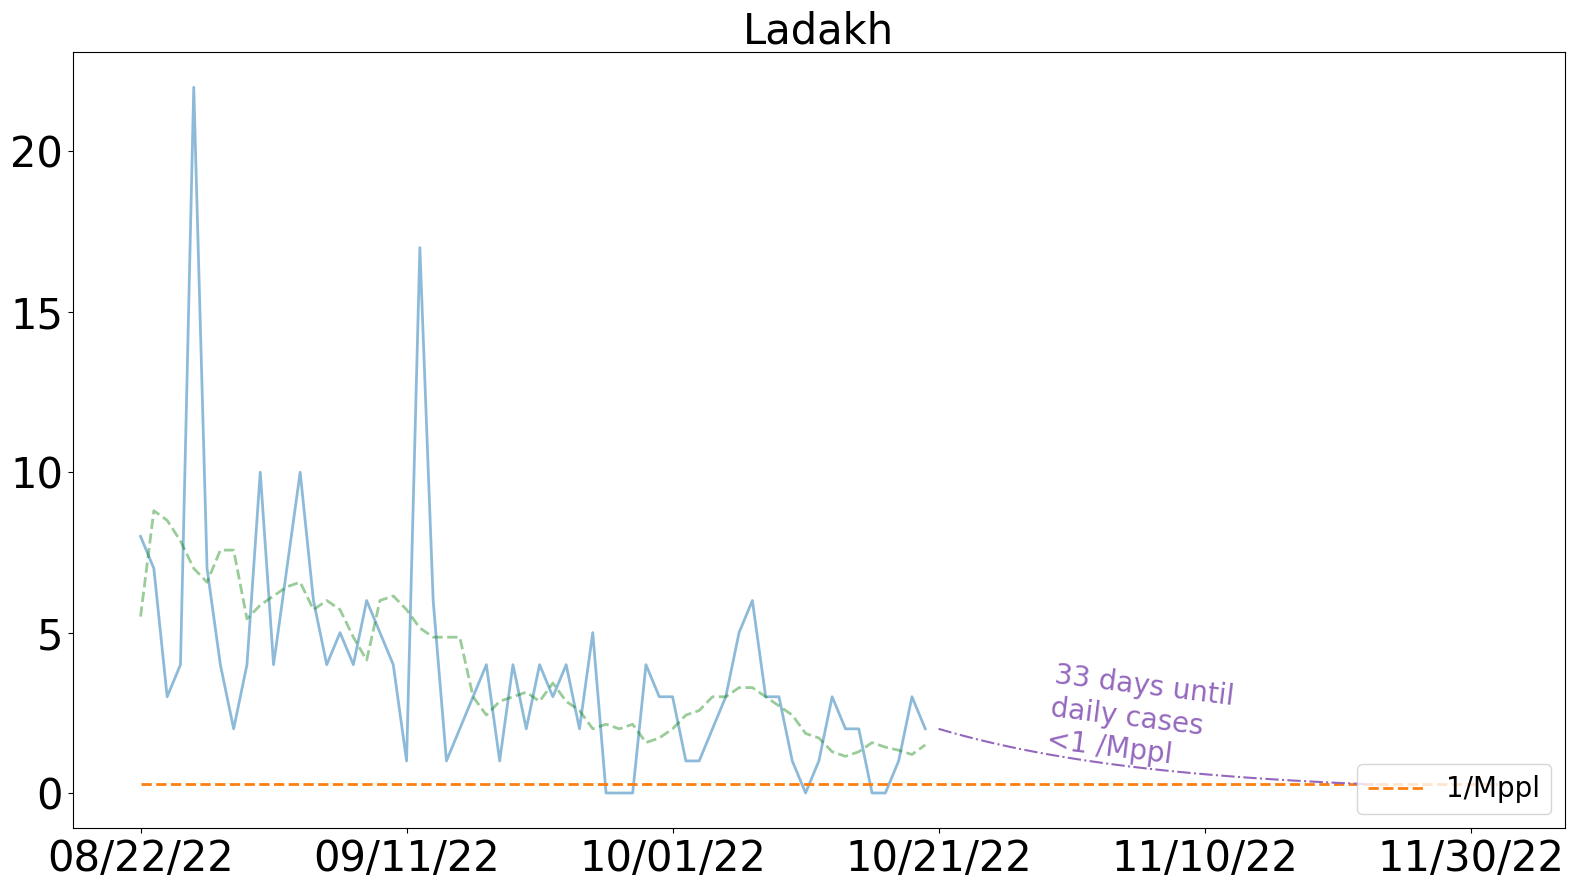 Ladakh
20
15
10
5
0
33 days until
daily cases
<1 /Mppl
1/Mppl
08/22/22 09/11/22 10/01/22 10/21/22 11/10/22 11/30/22